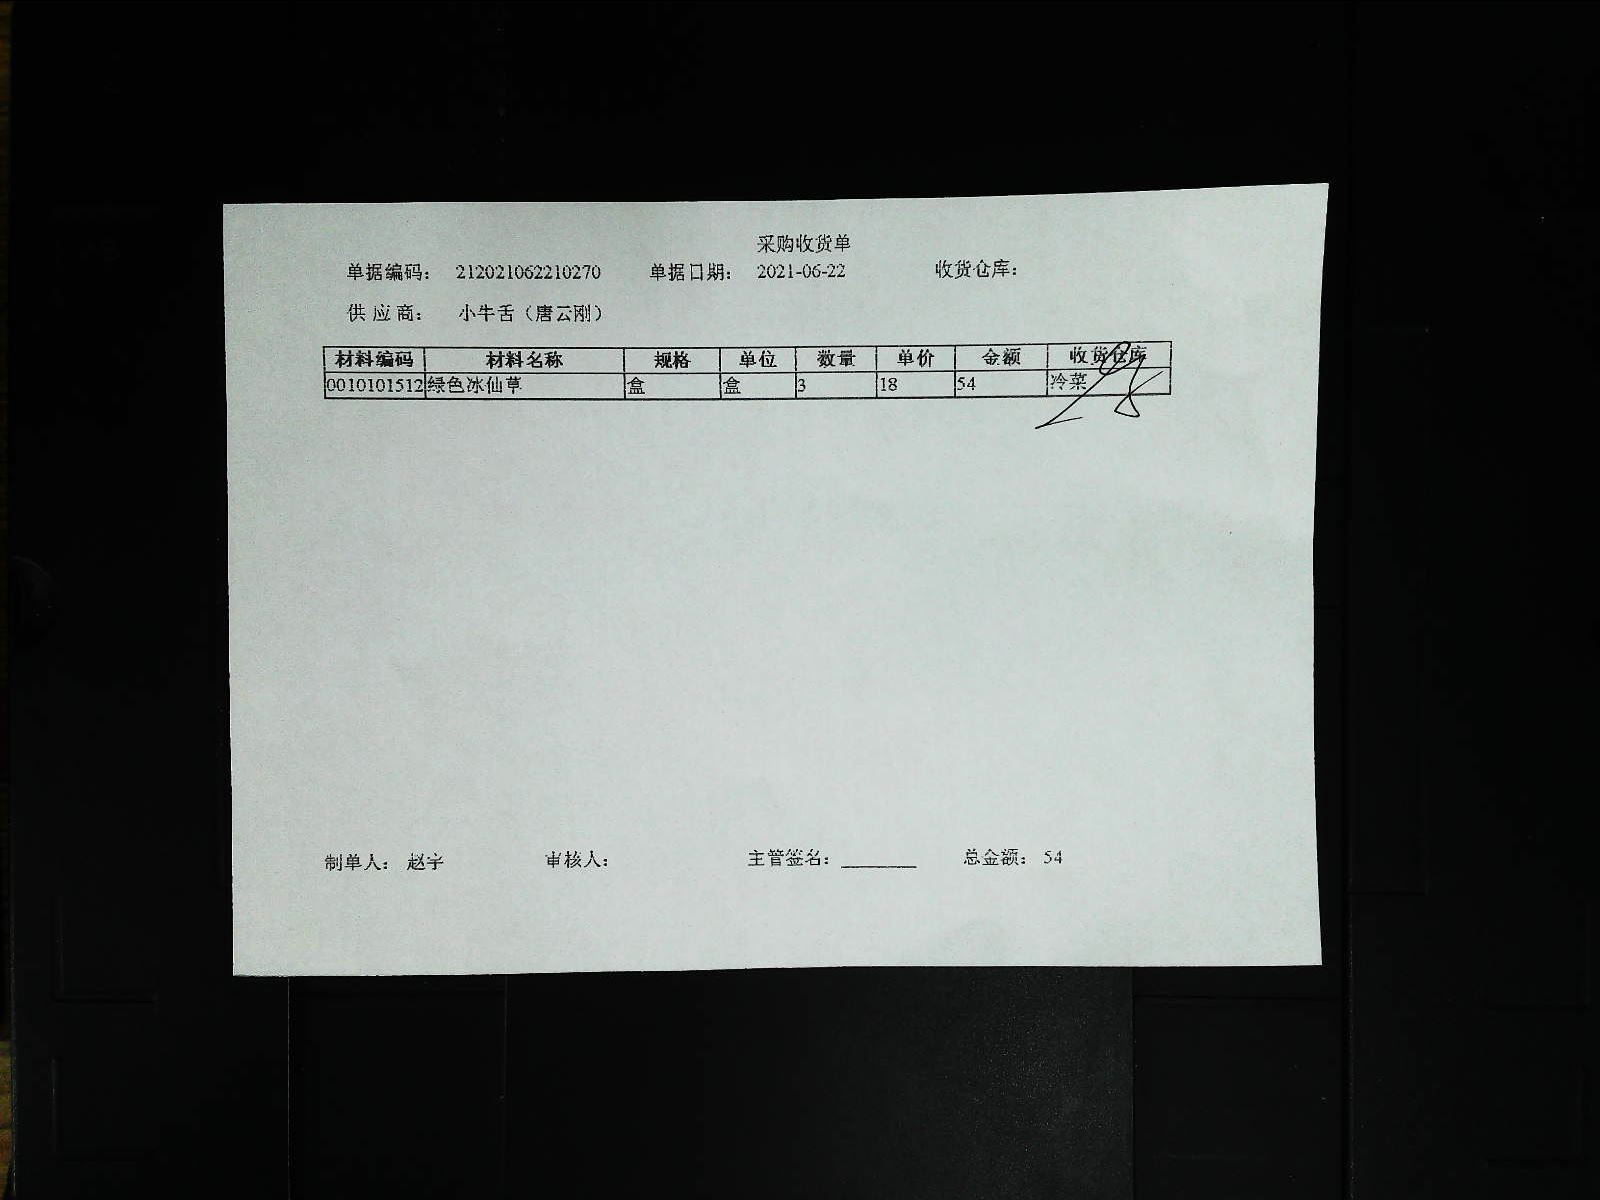 采购收货单
单据编码： 212021062210270 单据日期： 2021-06-22 收货仓库：
供应商： 小牛舌（唐云刚）
材料编码 材料名称 规格 单位 数量 单价 金额 收货仓库
0010101512 绿色冰仙草 盒 盒 3 18 54 冷菜
制单人： 赵宇 审核人： 主管签名： ________ 总金额： 54